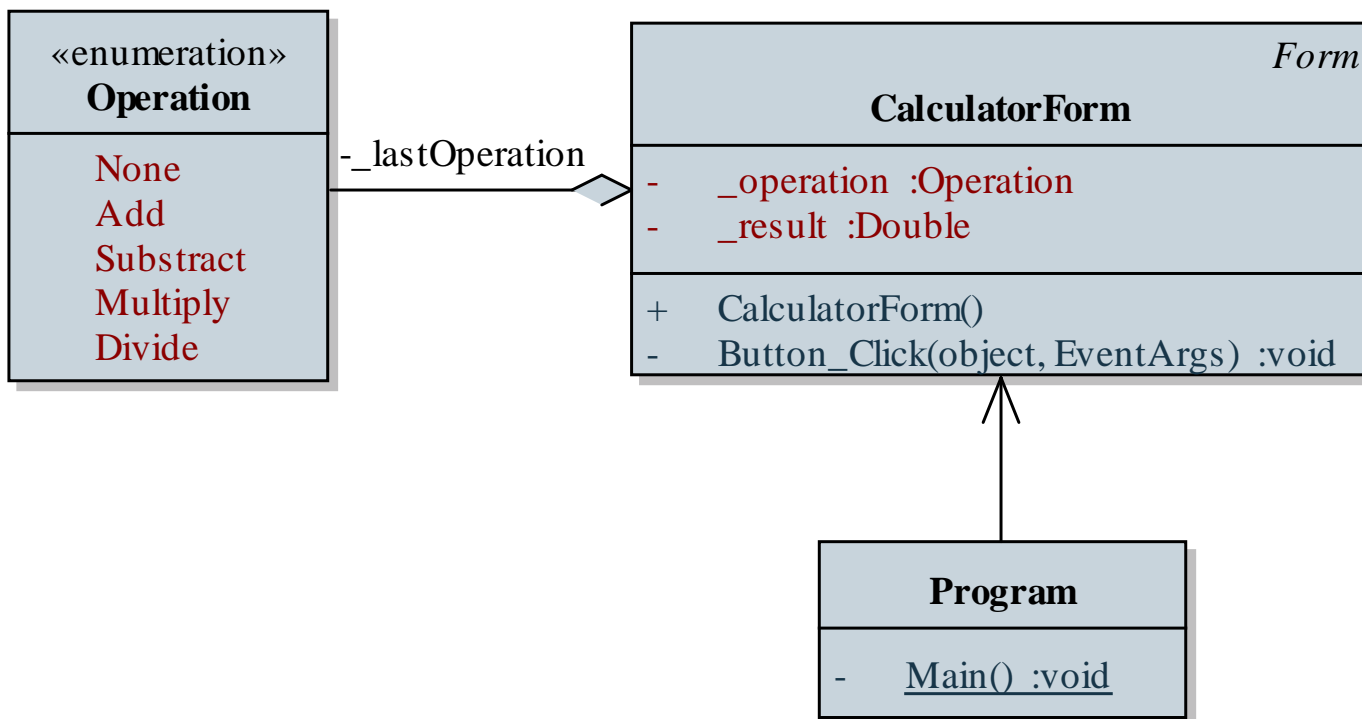 «enumeration»
Operation
None
Add
Substract
Multiply
Divide
-_lastOperation
Form
CalculatorForm
- _operation :Operation
- _result :Double
+ CalculatorForm()
- Button_Click(object, EventArgs) :void
Program
- Main() :void